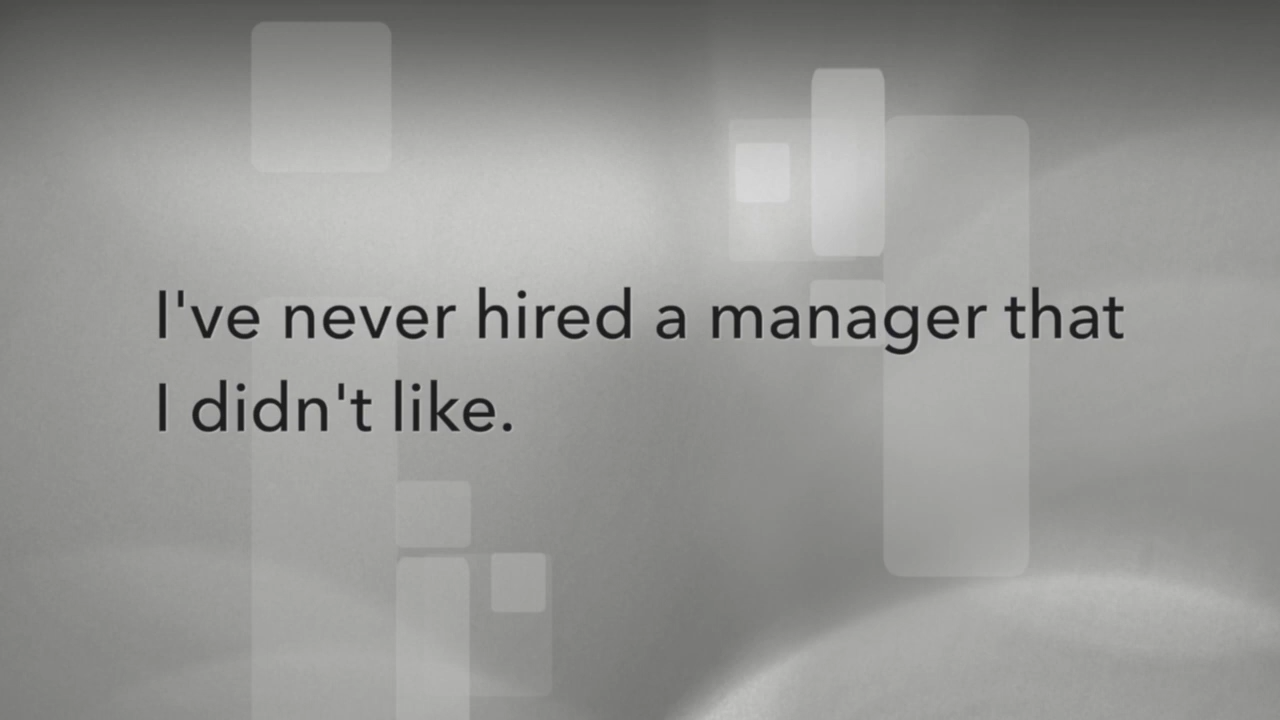 I've never hired a manager that
I didn't like.